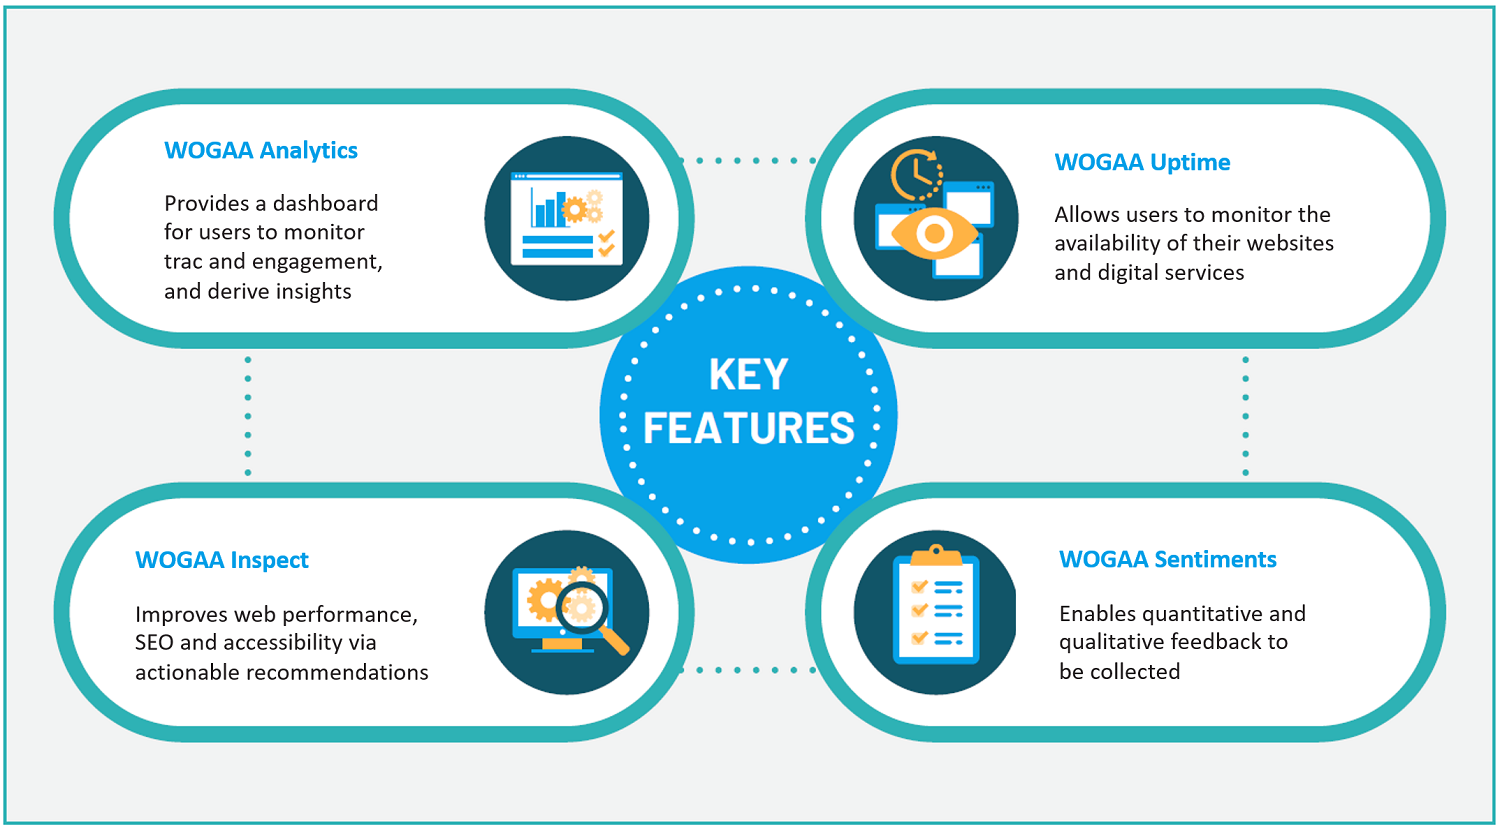 WOGAA Analytics
Provides a dashboard
for users to monitor
trac and engagement,
and derive insights
WOGAA Uptime
Allows users to monitor the
availability of their websites
and digital services
KEY
FEATURES
WOGAA Inspect
Improves web performance,
SEO and accessibility via
actionable recommendations
WOGAA Sentiments
Enables quantitative and
qualitative feedback to
be collected